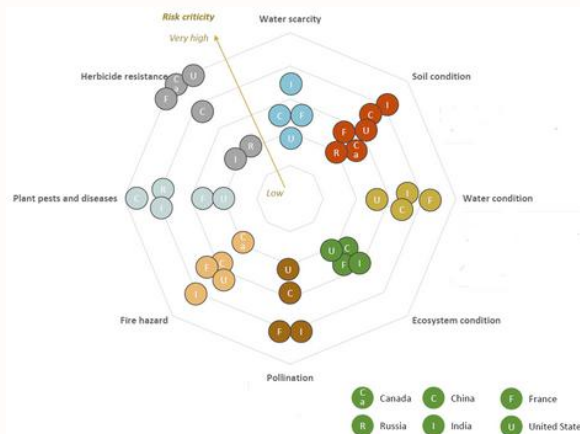 Risk criticity
Water scarcity
Very high
Herbicide resistance
Soil condition
C
a
U
F
C
I
C
F
U
I
C
F
U
R
C
a
R
I
Low
Plant pests and diseases
C
R
F
F
U
U
I
C
F
Water condition
C
a
F
C
U
I
U
C
F
I
U
C
F
I
Fire hazard
Ecosystem condition
Pollination
C
a
Canada
C
China
F
France
R
Russia
I
India
U
United State